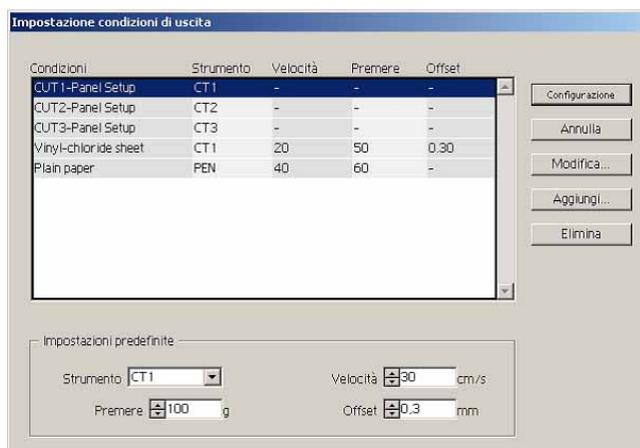 Impostazione condizioni di uscita
Condizioni Strumento Velocità Premere Offset
CUT1-Panel Setup CT1 - - -
CUT2-Panel Setup CT2 - - -
CUT3-Panel Setup CT3 - - -
Vinyl-chloride sheet CT1 20 50 0.30
Plain paper PEN 40 60 -
Configurazione
Annulla
Modifica...
Aggiungi...
Elimina
Impostazioni predefinite
Strumento CT1 Velocità 30 cm/s
Premere 100 g Offset 0,3 mm